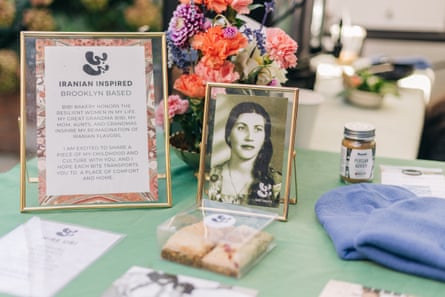 IRANIAN INSPIRED
BROOKLYN BASED
BIBI BAKERY HONORS THE
RESILIENT WOMEN IN MY LIFE.
MY GREAT GRANDMA (BIBI), MY
MOM, AUNTS, AND GRANDMAS
INSPIRE MY REIMAGINATION OF
IRANIAN FLAVORS.
I AM EXCITED TO SHARE A
PIECE OF MY CHILDHOOD AND
CULTURE WITH YOU, AND I
HOPE EACH BITE TRANSPORTS
YOU TO A PLACE OF COMFORT
AND HOME.
PERSIAN